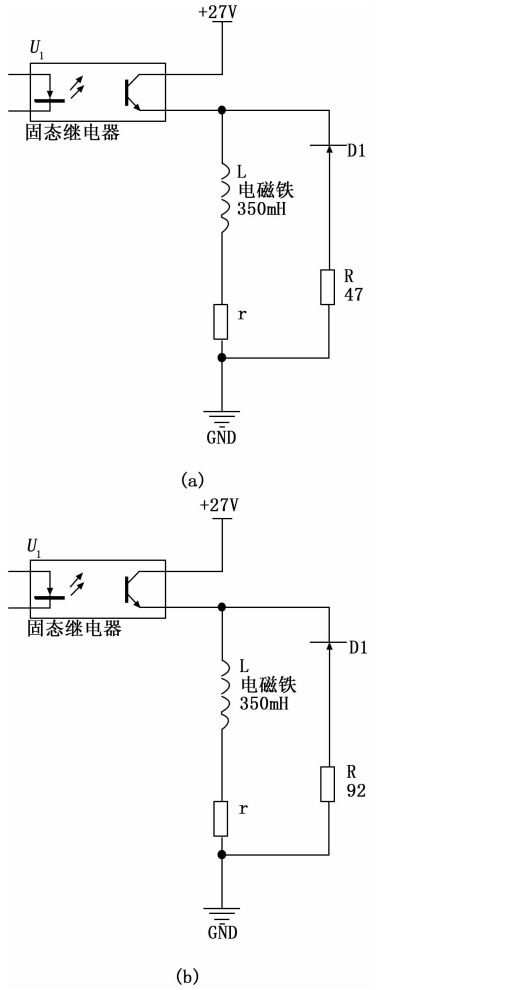 +27V
U1
固态继电器
D1
L
电磁铁
350mH
R
47
r
GND
(a)
+27V
U1
固态继电器
D1
L
电磁铁
350mH
R
92
r
GND
(b)